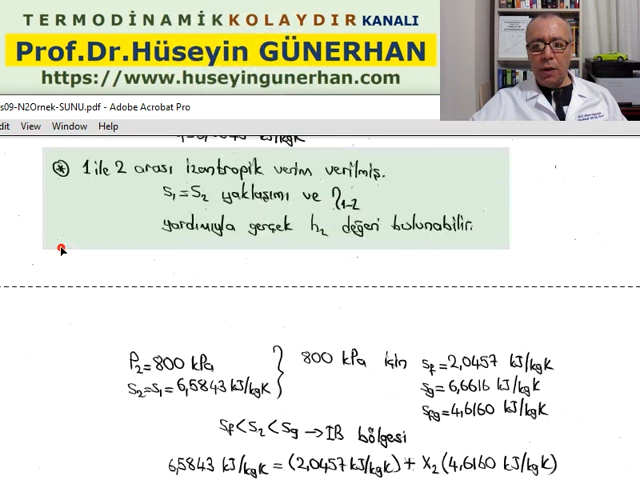 TERMODİNAMİKKOLAYDIR KANALI
Prof.Dr.Hüseyin GÜNERHAN
https://www.huseyingunerhan.com
s09-N2Ornek-SUNU.pdf - Adobe Acrobat Pro
dit View Window Help
* 1 ile 2 arası izantropik verim verilmiş.
s₁=s₂ yaklaşımı ve η₁₋₂
yardımıyla gerçek h₂ değeri bulunabilir.
P₂=800 kPa
s₂=s₁=6,5843 kJ/kgK
} 800 kPa için
sf=2,0457 kJ/kgK
sg=6,6616 kJ/kgK
sfg=4,6160 kJ/kgK
sf<s₂<sg→IB bölgesi
6,5843 kJ/kgK=(2,0457 kJ/kgK)+x₂(4,6160 kJ/kgK)